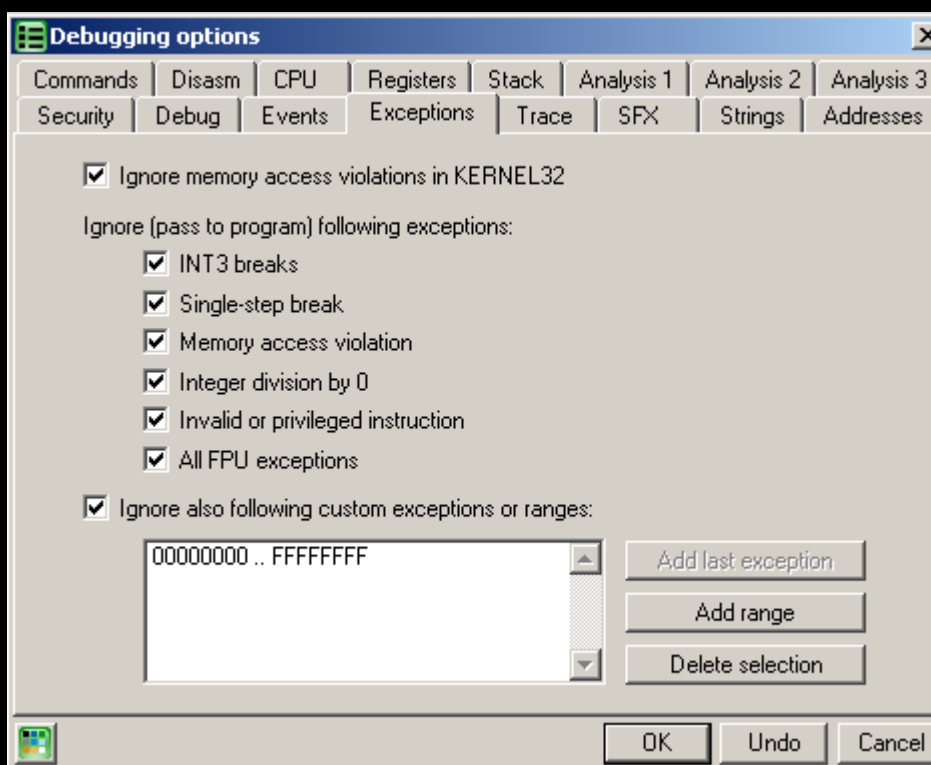 Debugging options
Commands Disasm CPU Registers Stack Analysis 1 Analysis 2 Analysis 3
Security Debug Events Exceptions Trace SFX Strings Addresses
Ignore memory access violations in KERNEL32
Ignore (pass to program) following exceptions:
INT3 breaks
Single-step break
Memory access violation
Integer division by 0
Invalid or privileged instruction
All FPU exceptions
Ignore also following custom exceptions or ranges:
00000000 .. FFFFFFFF
Add last exception
Add range
Delete selection
OK Undo Cancel